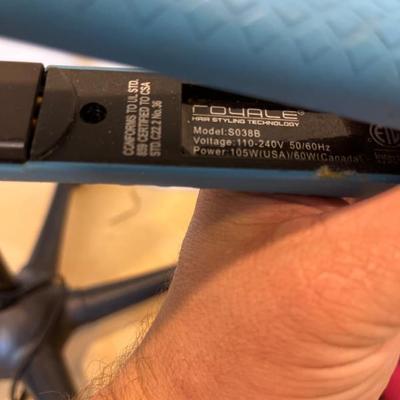 CONFORMS TO UL STD.
859 CERTIFIED TO CSA
STD. C22.2 No.36
ROYALE®
HAIR STYLING TECHNOLOGY
Model:S038B
Voltage:110-240V 50/60Hz
Power:105W(USA)/60W(Canada)
ETL